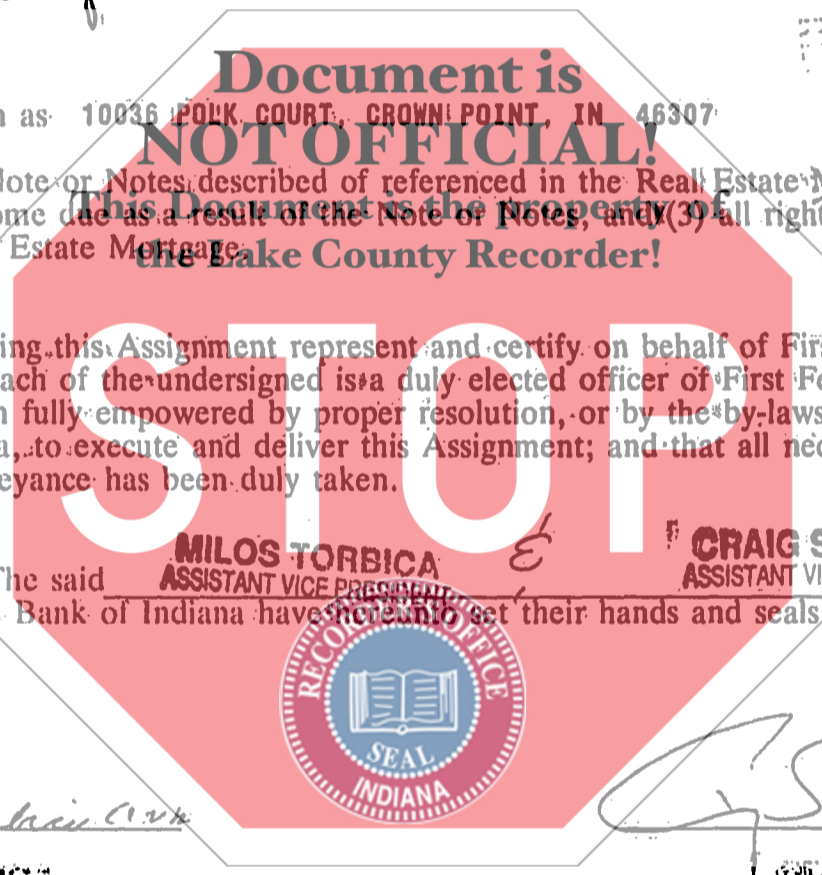 Document is
n as 10036 POLK COURT, CROWN POINT, IN 46307
NOT OFFICIAL!
Note or Notes described of referenced in the Real Estate M
This Document is the property of
ome due as a result of the Note or Notes, and (3) all right
the Lake County Recorder!
Estate Mortgage.
STOP
ing this Assignment represent and certify on behalf of Firs
ach of the undersigned is a duly elected officer of First Fe
n fully empowered by proper resolution, or by the by-laws
a, to execute and deliver this Assignment; and that all nec
eyance has been duly taken.
MILOS TORBICA & CRAIG S
ASSISTANT VICE PRESIDENT ASSISTANT VI
The said
Bank of Indiana have hereunto set their hands and seals
RECORDER'S OFFICE
SEAL
INDIANA